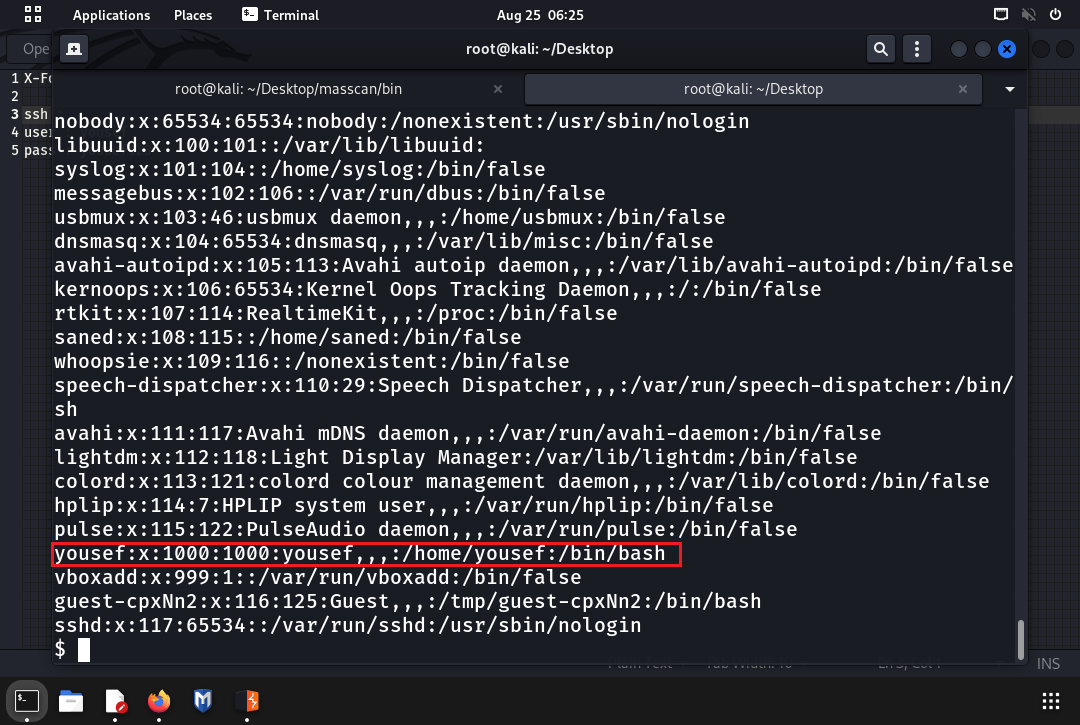 Applications Places Terminal Aug 25 06:25
Ope root@kali: ~/Desktop
root@kali: ~/Desktop/masscan/bin root@kali: ~/Desktop
1 X-Fo
2
3 ssh
4 user
5 pass
nobody:x:65534:65534:nobody:/nonexistent:/usr/sbin/nologin
libuuid:x:100:101::/var/lib/libuuid:
syslog:x:101:104::/home/syslog:/bin/false
messagebus:x:102:106::/var/run/dbus:/bin/false
usbmux:x:103:46:usbmux daemon,,,:/home/usbmux:/bin/false
dnsmasq:x:104:65534:dnsmasq,,,:/var/lib/misc:/bin/false
avahi-autoipd:x:105:113:Avahi autoip daemon,,,:/var/lib/avahi-autoipd:/bin/false
kernoops:x:106:65534:Kernel Oops Tracking Daemon,,,:/:/bin/false
rtkit:x:107:114:RealtimeKit,,,:/proc:/bin/false
saned:x:108:115::/home/saned:/bin/false
whoopsie:x:109:116::/nonexistent:/bin/false
speech-dispatcher:x:110:29:Speech Dispatcher,,,:/var/run/speech-dispatcher:/bin/
sh
avahi:x:111:117:Avahi mDNS daemon,,,:/var/run/avahi-daemon:/bin/false
lightdm:x:112:118:Light Display Manager:/var/lib/lightdm:/bin/false
colord:x:113:121:colord colour management daemon,,,:/var/lib/colord:/bin/false
hplip:x:114:7:HPLIP system user,,,:/var/run/hplip:/bin/false
pulse:x:115:122:PulseAudio daemon,,,:/var/run/pulse:/bin/false
yousef:x:1000:1000:yousef,,,:/home/yousef:/bin/bash
vboxadd:x:999:1::/var/run/vboxadd:/bin/false
guest-cpxNn2:x:116:125:Guest,,,:/tmp/guest-cpxNn2:/bin/bash
sshd:x:117:65534::/var/run/sshd:/usr/sbin/nologin
$
INS